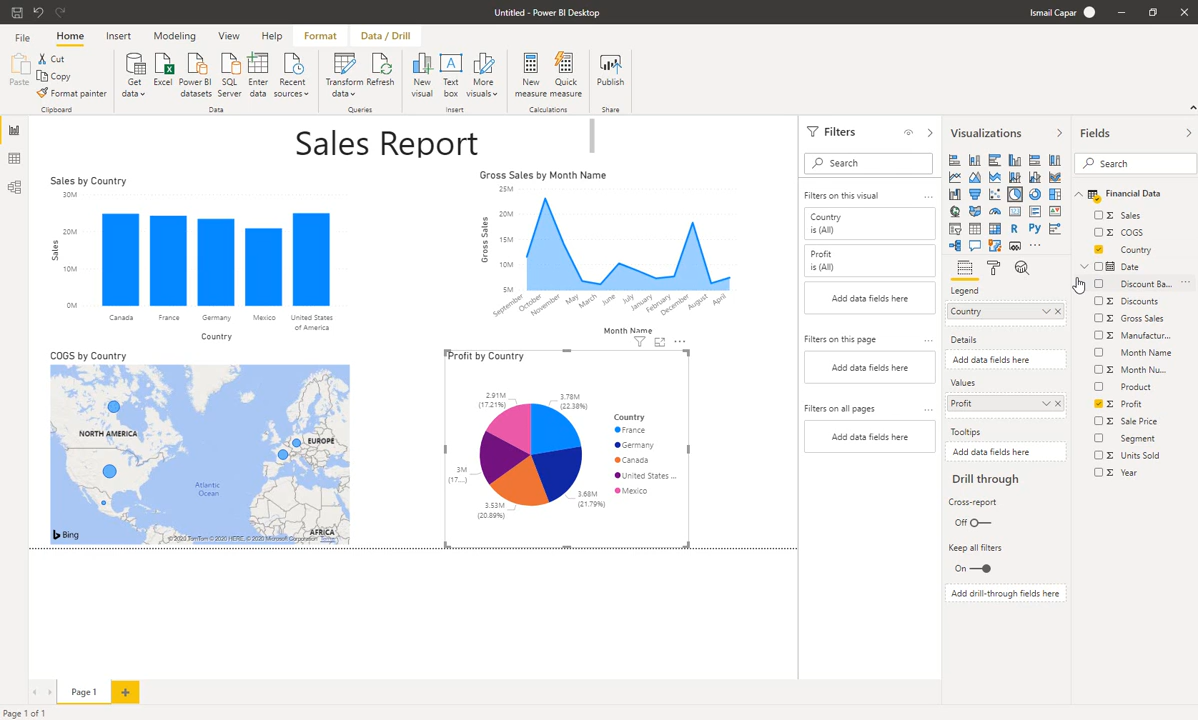 Untitled - Power BI Desktop
Ismail Capar
File
Home
Insert
Modeling
View
Help
Format
Data / Drill
Paste
Cut
Copy
Format painter
Clipboard
Get data
Excel
Power BI datasets
SQL Server
Enter data
Recent sources
Data
Transform data
Refresh
Queries
New visual
Text box
More visuals
Insert
New measure
Quick measure
Calculations
Publish
Share
Sales Report
Sales by Country
30M
20M
10M
0M
Sales
Canada
France
Germany
Mexico
United States of America
Country
Gross Sales by Month Name
25M
20M
15M
10M
5M
Gross Sales
September
October
November
May
March
June
July
January
February
December
August
April
Month Name
COGS by Country
NORTH AMERICA
EUROPE
Atlantic Ocean
AFRICA
Bing
© 2020 TomTom © 2020 HERE, © 2020 Microsoft Corporation Terms
Profit by Country
2.91M (17.21%)
3.78M (22.38%)
3M (17....)
3.53M (20.89%)
3.68M (21.79%)
Country
France
Germany
Canada
United States ...
Mexico
Filters
Search
Filters on this visual
Country
is (All)
Profit
is (All)
Add data fields here
Filters on this page
Add data fields here
Filters on all pages
Add data fields here
Visualizations
R
Py
Legend
Country
Details
Add data fields here
Values
Profit
Tooltips
Add data fields here
Drill through
Cross-report
Off
Keep all filters
On
Add drill-through fields here
Fields
Search
Financial Data
Sales
COGS
Country
Date
Discount Ba...
Discounts
Gross Sales
Manufactur...
Month Name
Month Nu...
Product
Profit
Sale Price
Segment
Units Sold
Year
Page 1
Page 1 of 1